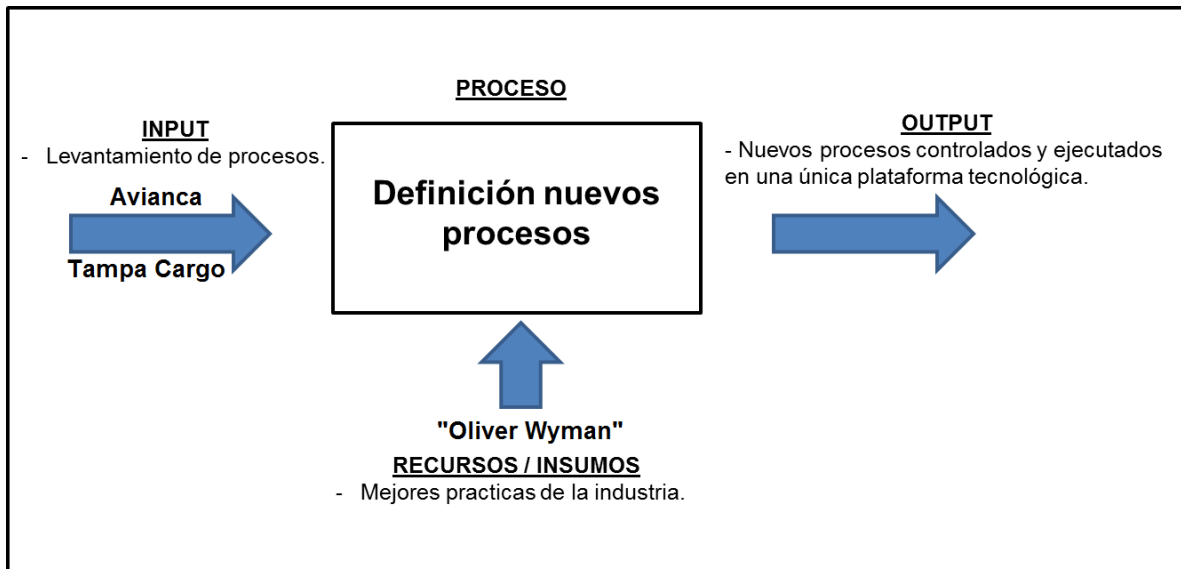 PROCESO
INPUT
- Levantamiento de procesos.
Avianca
Tampa Cargo
Definición nuevos
procesos
OUTPUT
- Nuevos procesos controlados y ejecutados
en una única plataforma tecnológica.
"Oliver Wyman"
RECURSOS / INSUMOS
- Mejores practicas de la industria.